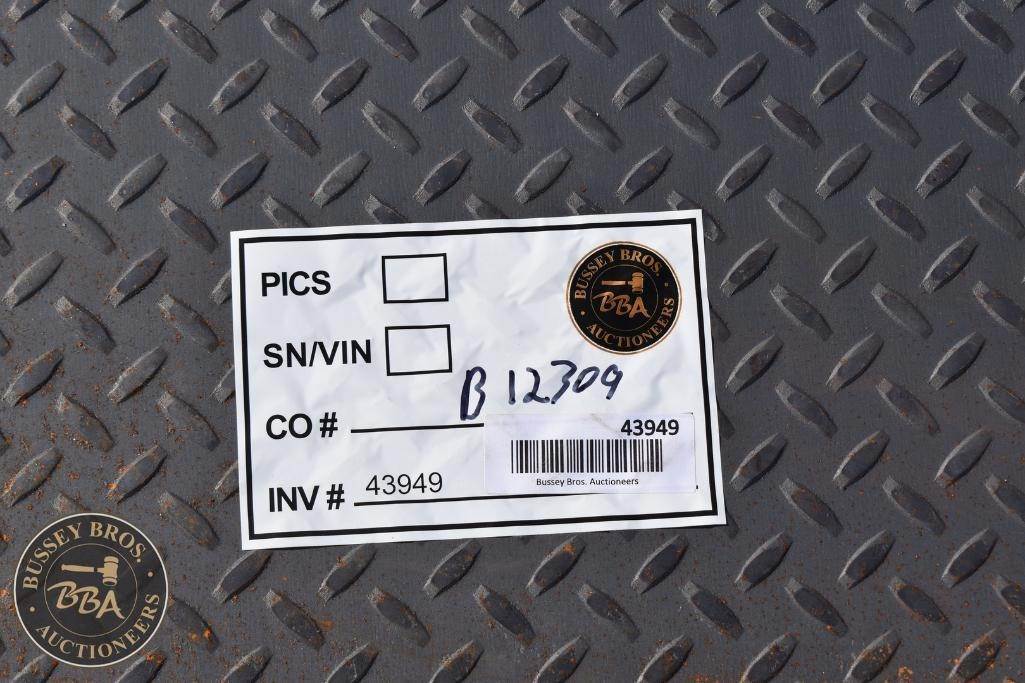 PICS
BUSSEY BROS.
BBA
AUCTIONEERS
SN/VIN
B 12309
CO #
43949
INV # 43949
Bussey Bros. Auctioneers
BUSSEY BROS.
BBA
AUCTIONEERS